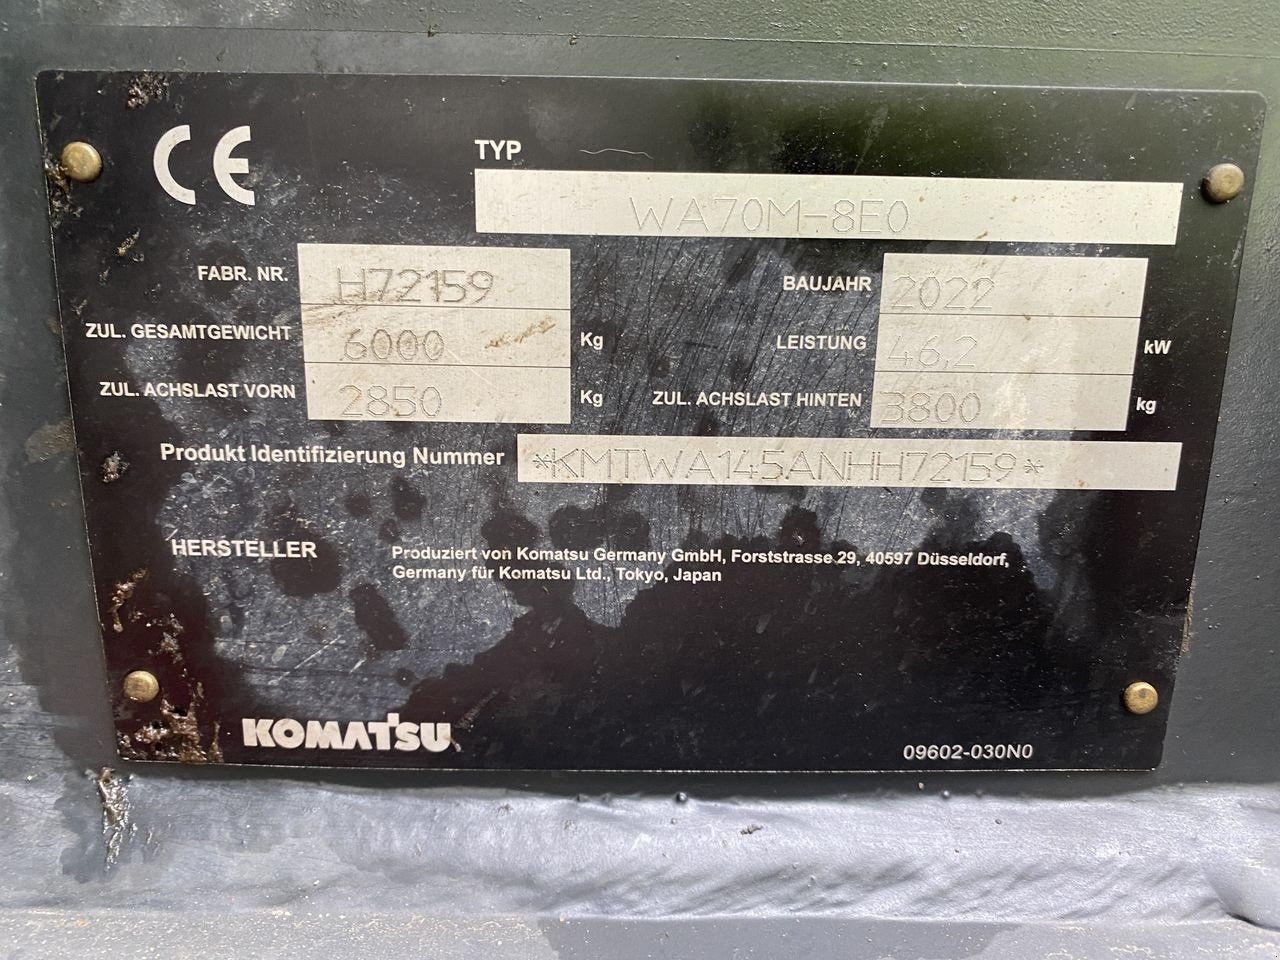 CE
TYP
WA70M-8E0
FABR. NR. H72159
BAUJAHR 2022
ZUL. GESAMTGEWICHT 6000 Kg
LEISTUNG 46,2 kW
ZUL. ACHSLAST VORN 2850 Kg
ZUL. ACHSLAST HINTEN 3800 kg
Produkt Identifizierung Nummer *KMTWA145ANHH72159*
HERSTELLER
Produziert von Komatsu Germany GmbH, Forststrasse 29, 40597 Düsseldorf,
Germany für Komatsu Ltd., Tokyo, Japan
KOMATSU
09602-030N0